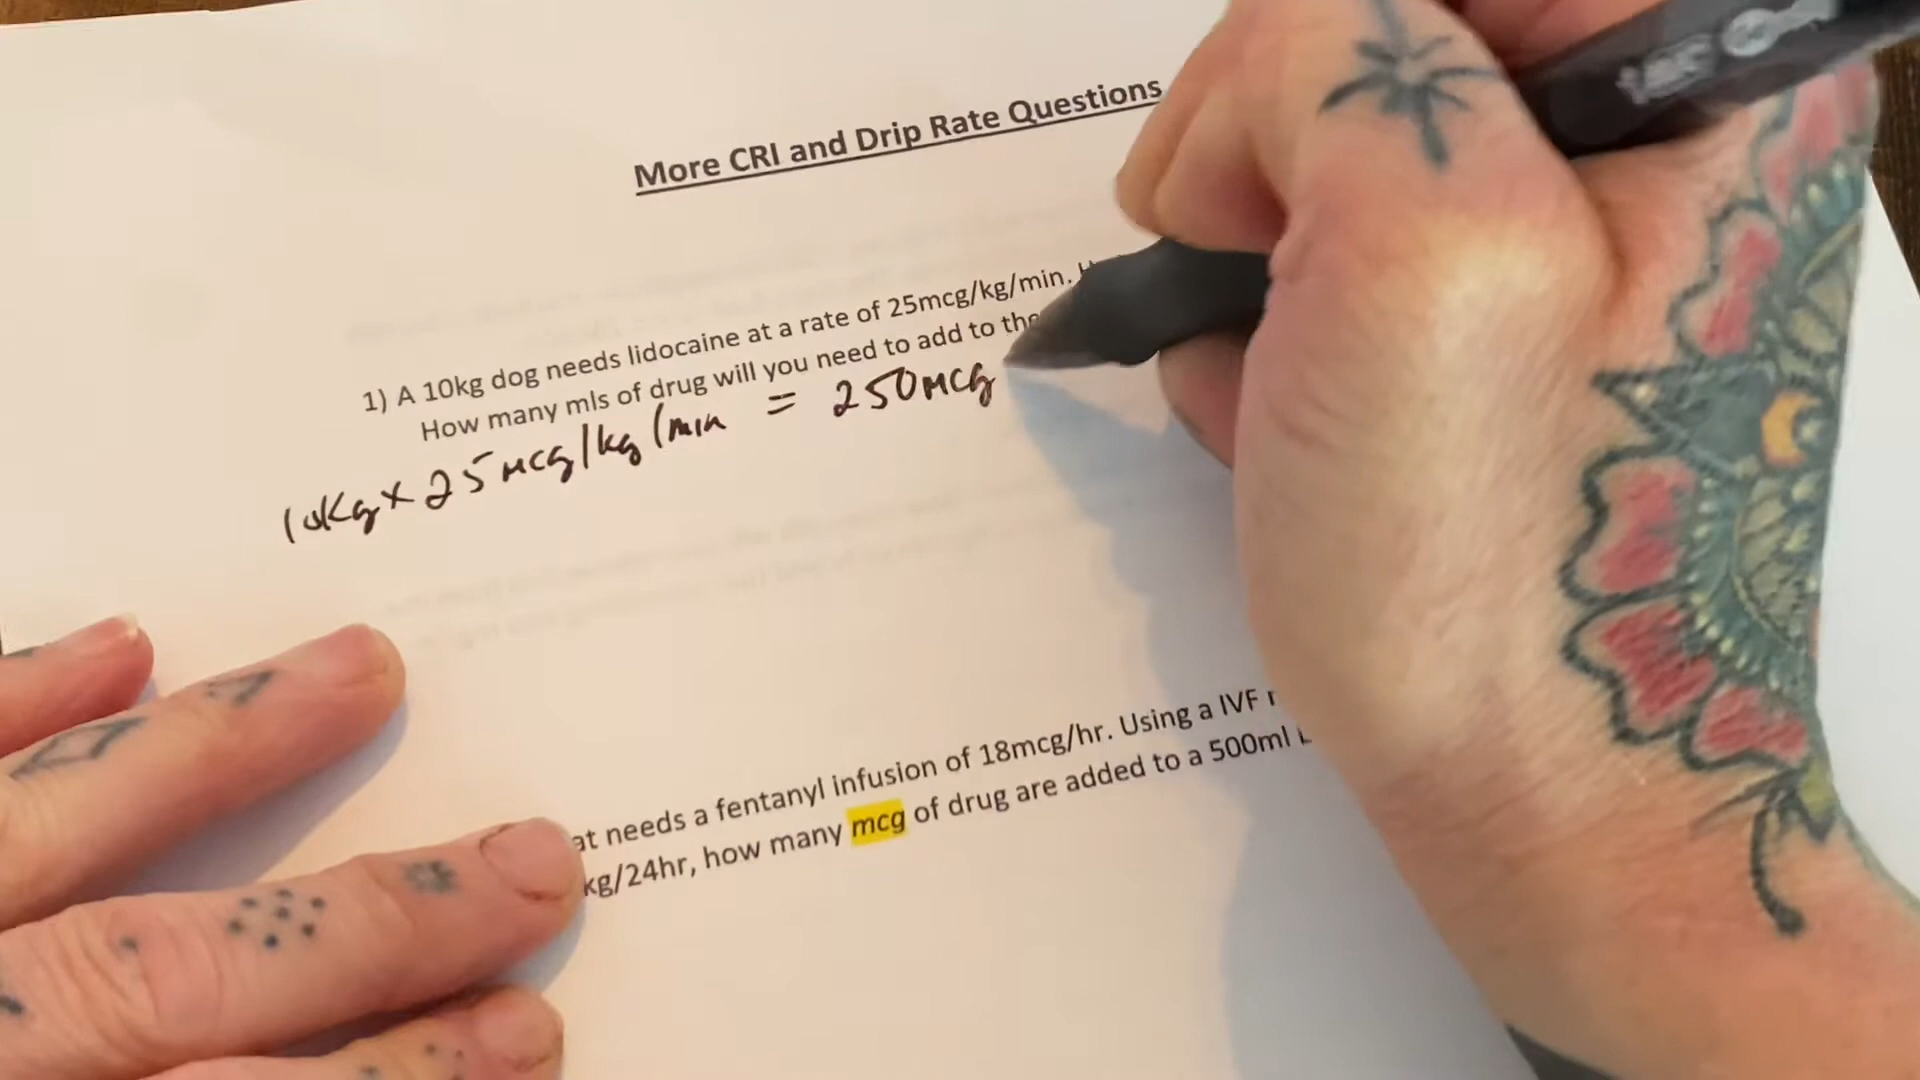 More CRI and Drip Rate Questions
1) A 10kg dog needs lidocaine at a rate of 25mcg/kg/min.
How many mls of drug will you need to add to the
10Kg x 25mcg/kg/min = 250mcg
needs a fentanyl infusion of 18mcg/hr. Using a IVF
kg/24hr, how many mcg of drug are added to a 500ml